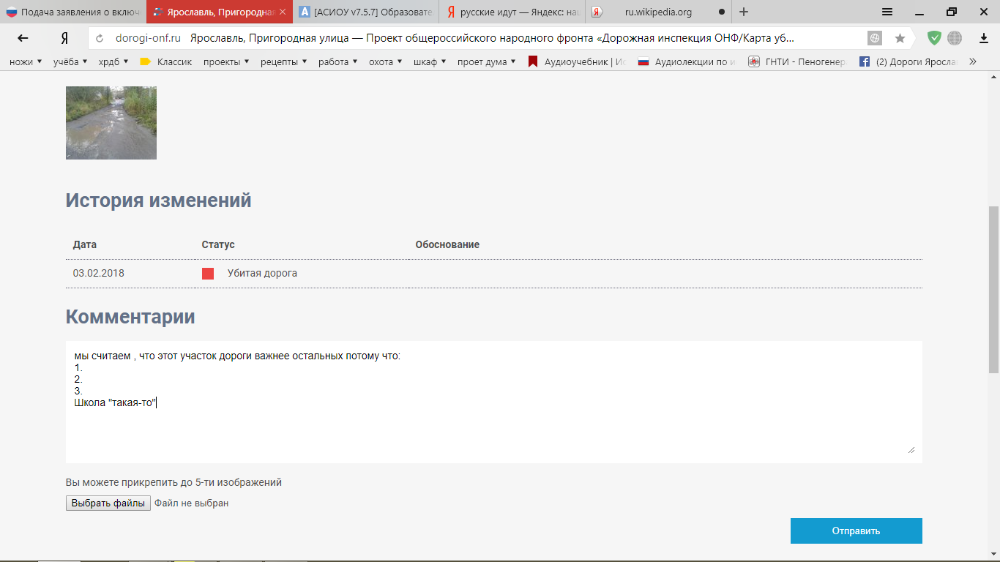 Подача заявления о включ
Ярославль, Пригородная
[АСИОУ v7.5.7] Образовате
русские идут — Яндекс: на
ru.wikipedia.org
dorogi-onf.ru Ярославль, Пригородная улица — Проект общероссийского народного фронта «Дорожная инспекция ОНФ/Карта уб...
ножи учёба хрдб Классик проекты рецепты работа охота шкаф проет дума Аудиоучебник | Ис Аудиолекции по и ГНТИ - Пеногенер (2) Дороги Яросла
История изменений
Дата Статус Обоснование
03.02.2018 Убитая дорога
Комментарии
мы считаем , что этот участок дороги важнее остальных потому что:
1.
2.
3.
Школа "такая-то"
Вы можете прикрепить до 5-ти изображений
Выбрать файлы Файл не выбран
Отправить